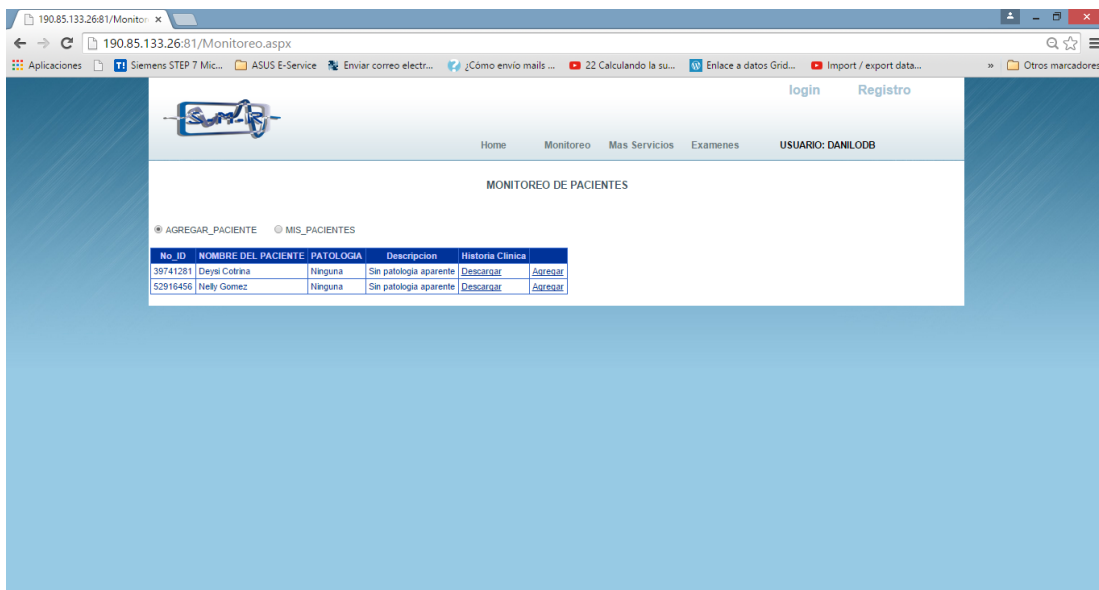 190.85.133.26:81/Monitor
190.85.133.26:81/Monitoreo.aspx
Aplicaciones Siemens STEP 7 Mic... ASUS E-Service Enviar correo electr... ¿Cómo envío mails ... 22 Calculando la su... Enlace a datos Grid... Import / export data... » Otros marcadores
login Registro
SUM-R
Home Monitoreo Mas Servicios Examenes USUARIO: DANILODB
MONITOREO DE PACIENTES
AGREGAR_PACIENTE MIS_PACIENTES
No_ID NOMBRE DEL PACIENTE PATOLOGIA Descripcion Historia Clinica
39741281 Deysi Cotrina Ninguna Sin patologia aparente Descargar Agregar
52916456 Nelly Gomez Ninguna Sin patologia aparente Descargar Agregar